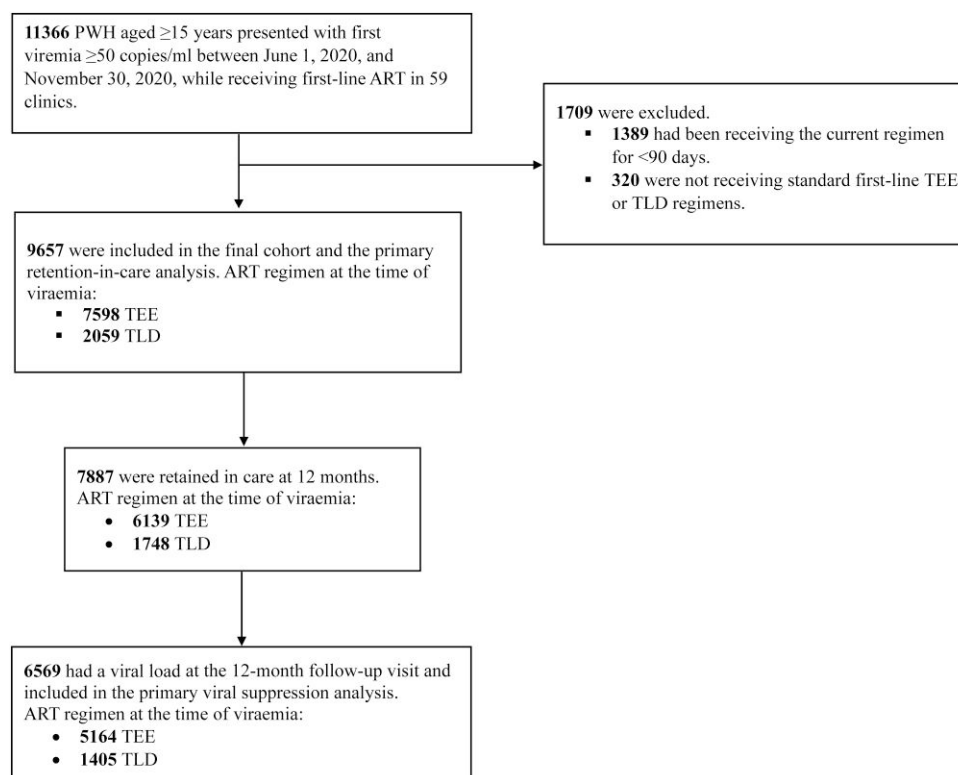 11366 PWH aged ≥15 years presented with first
viremia ≥50 copies/ml between June 1, 2020, and
November 30, 2020, while receiving first-line ART in 59
clinics.
1709 were excluded.
▪ 1389 had been receiving the current regimen
for <90 days.
▪ 320 were not receiving standard first-line TEE
or TLD regimens.
9657 were included in the final cohort and the primary
retention-in-care analysis. ART regimen at the time of
viraemia:
▪ 7598 TEE
▪ 2059 TLD
7887 were retained in care at 12 months.
ART regimen at the time of viraemia:
• 6139 TEE
• 1748 TLD
6569 had a viral load at the 12-month follow-up visit and
included in the primary viral suppression analysis.
ART regimen at the time of viraemia:
• 5164 TEE
• 1405 TLD